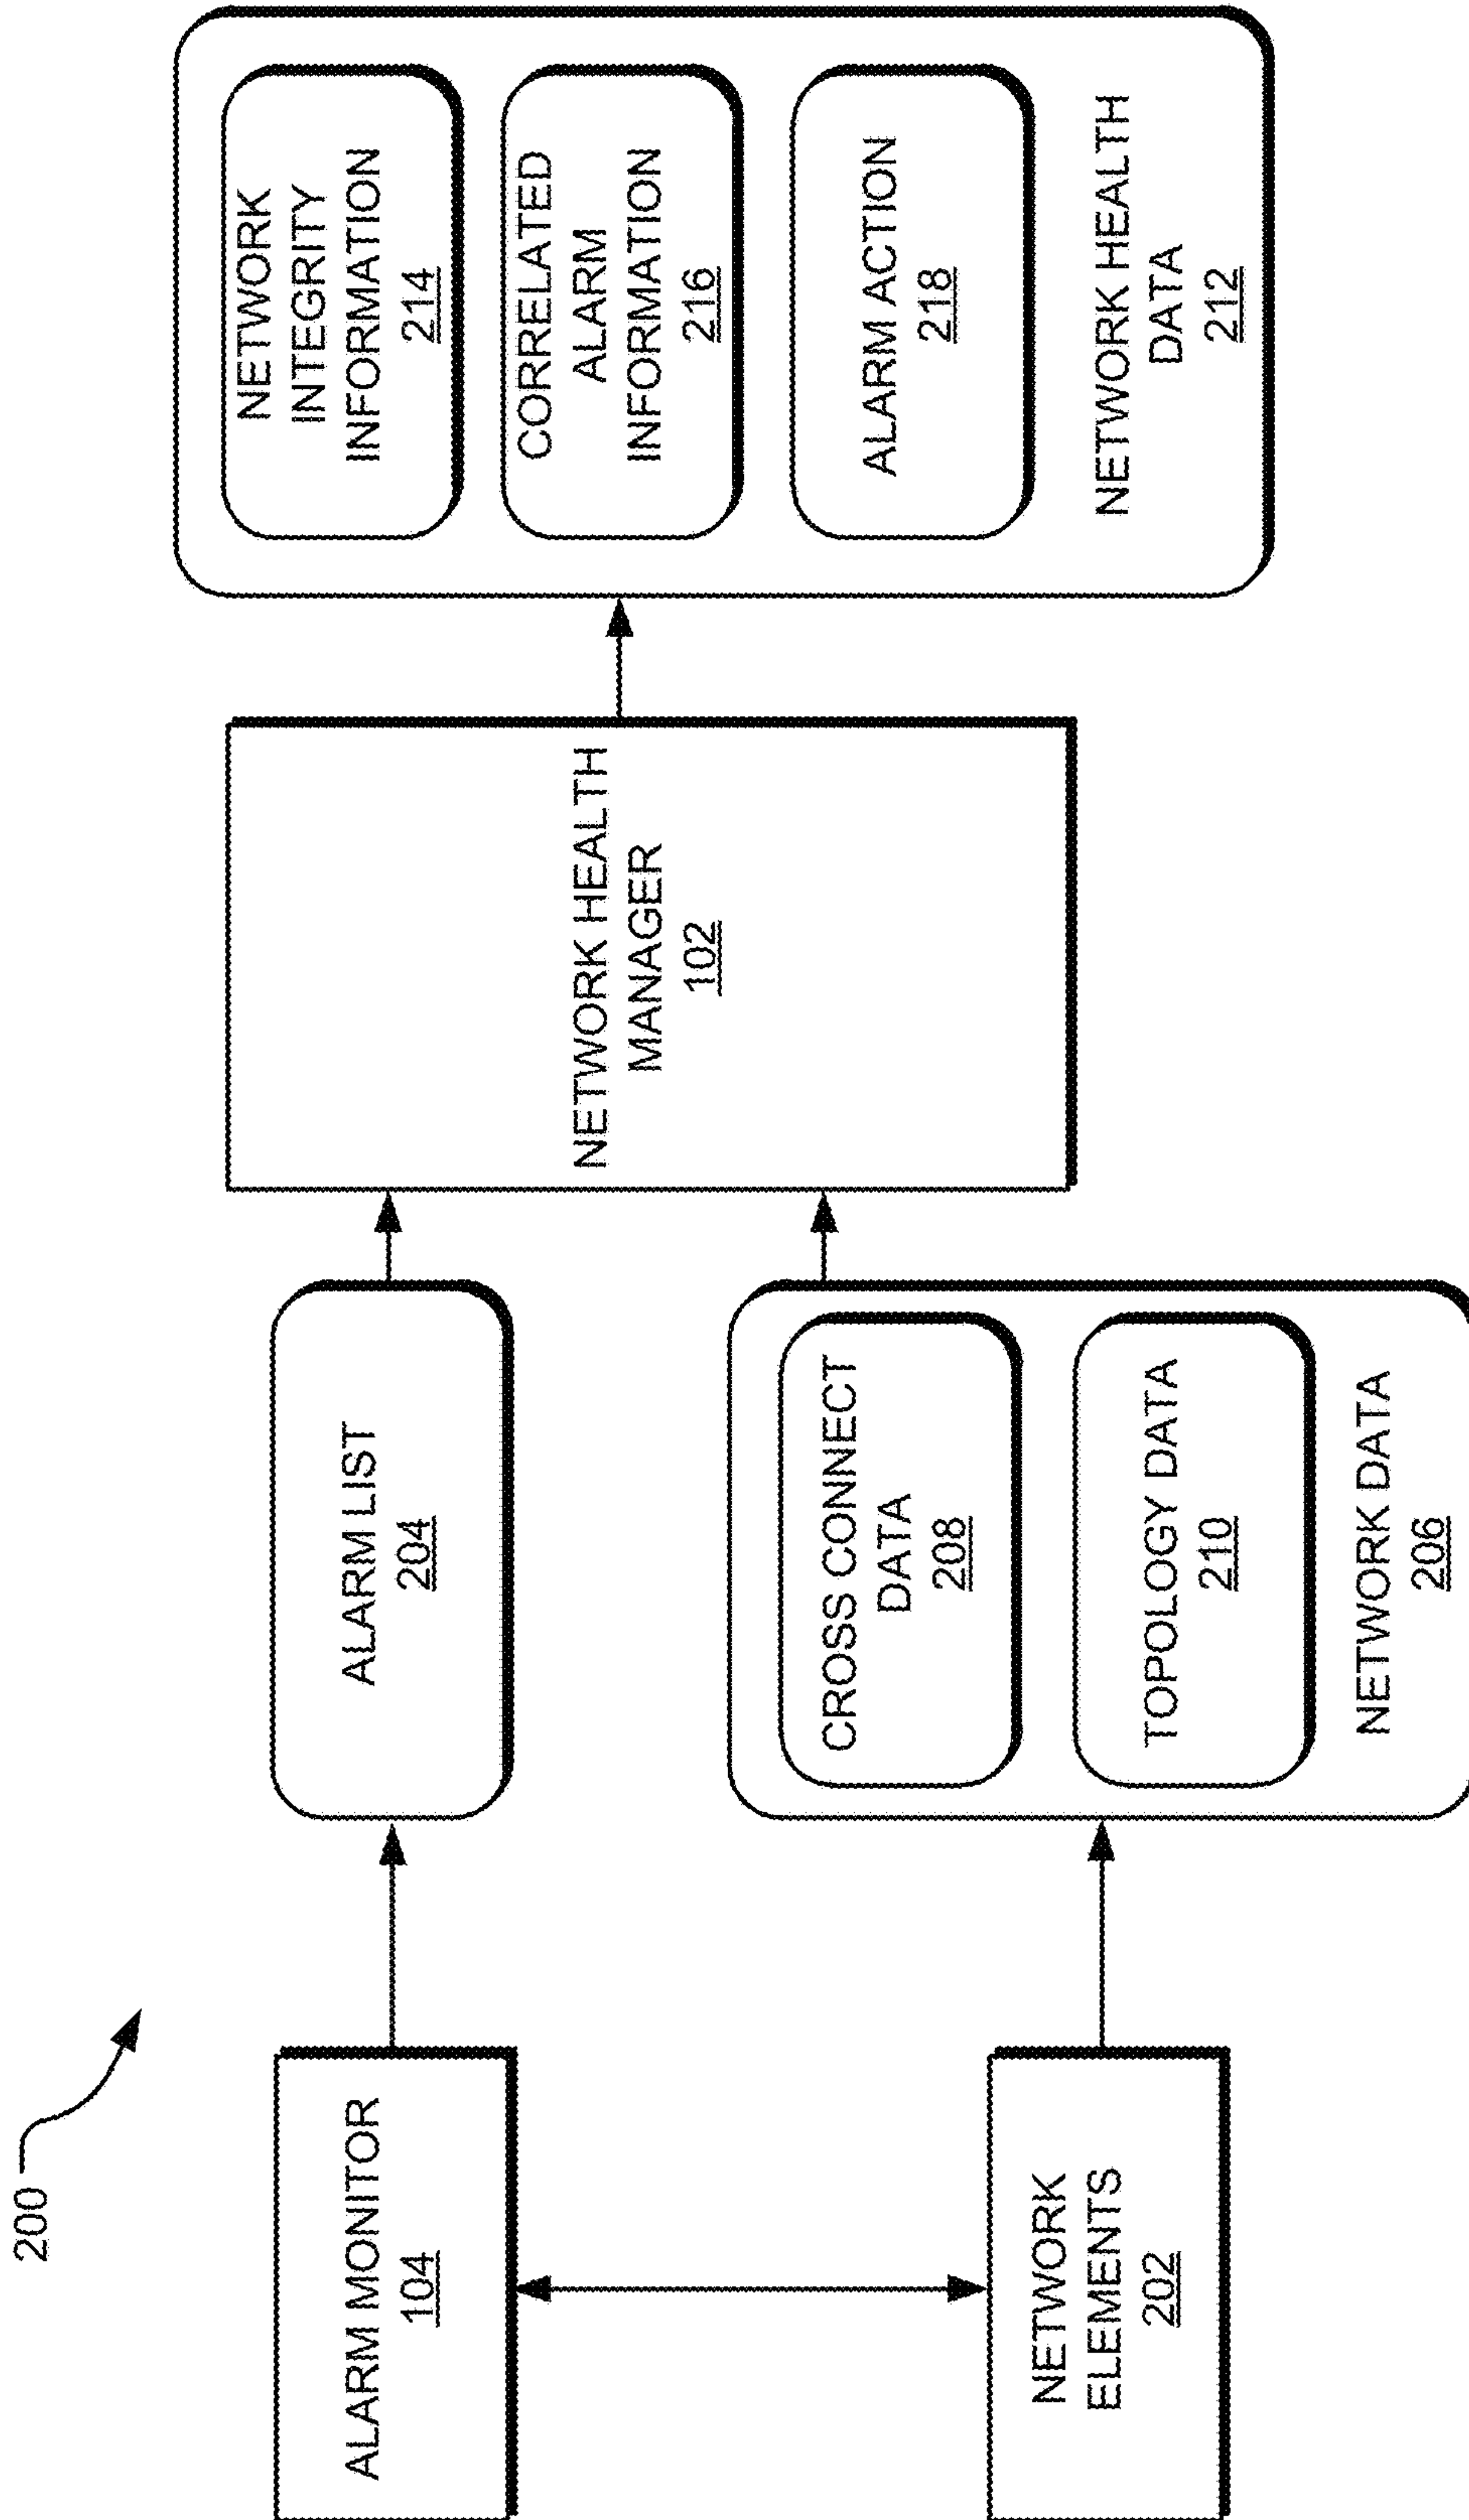 200
ALARM MONITOR
104
NETWORK
ELEMENTS
202
ALARM LIST
204
CROSS CONNECT
DATA
208
TOPOLOGY DATA
210
NETWORK DATA
206
NETWORK HEALTH
MANAGER
102
NETWORK
INTEGRITY
INFORMATION
214
CORRELATED
ALARM
INFORMATION
216
ALARM ACTION
218
NETWORK HEALTH
DATA
212